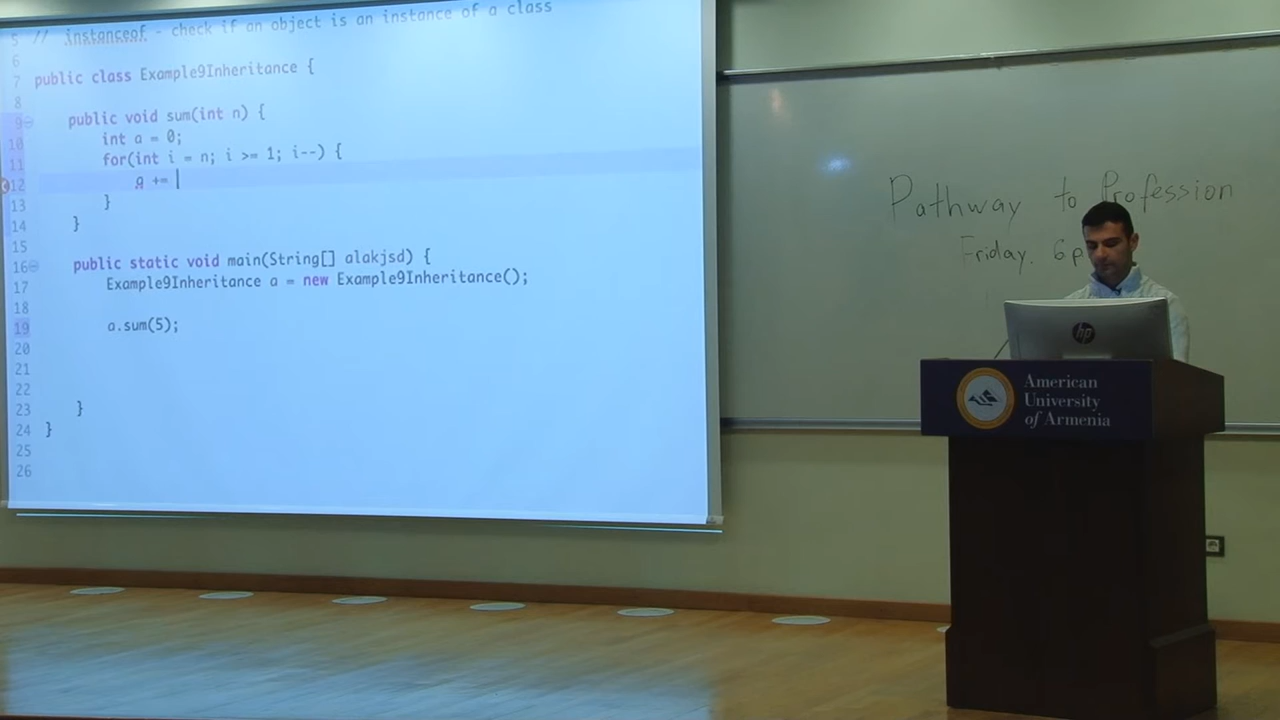 5 // instanceof - check if an object is an instance of a class
6
7 public class Example9Inheritance {
8
9 public void sum(int n) {
10 int a = 0;
11 for(int i = n; i >= 1; i--) {
12 a += 
13 }
14 }
15
16 public static void main(String[] alakjsd) {
17 Example9Inheritance a = new Example9Inheritance();
18
19 a.sum(5);
20
21
22
23 }
24 }
25
26
Pathway to Profession
Friday. 6p
hp
American
University
of Armenia